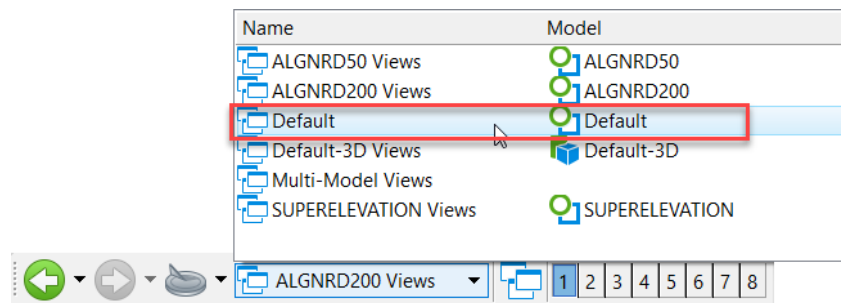 Name Model
ALGNRD50 Views ALGNRD50
ALGNRD200 Views ALGNRD200
Default Default
Default-3D Views Default-3D
Multi-Model Views
SUPERELEVATION Views SUPERELEVATION
ALGNRD200 Views 1 2 3 4 5 6 7 8